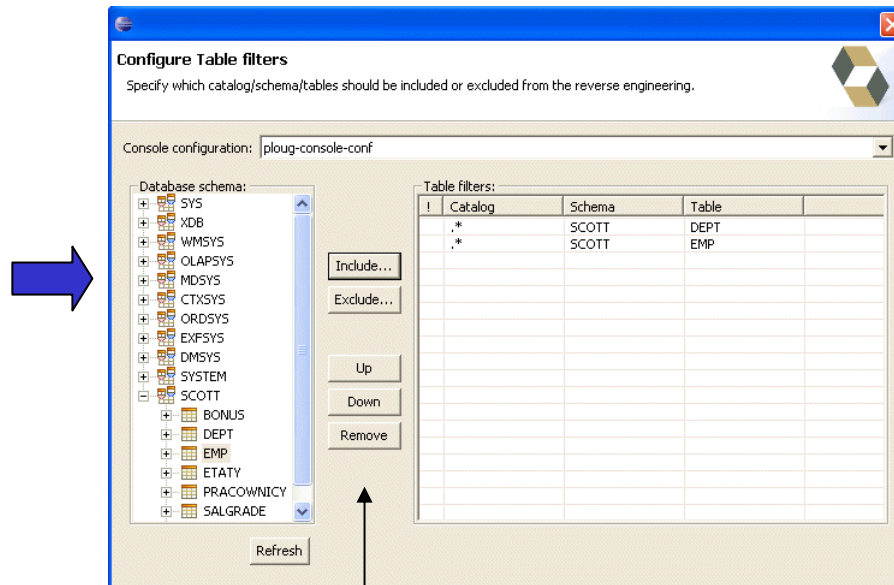 Configure Table filters
Specify which catalog/schema/tables should be included or excluded from the reverse engineering.
Console configuration: ploug-console-conf
Database schema:
SYS
XDB
WMSYS
OLAPSYS
MDSYS
CTXSYS
ORDSYS
EXFSYS
DMSYS
SYSTEM
SCOTT
BONUS
DEPT
EMP
ETATY
PRACOWNICY
SALGRADE
Refresh
Include...
Exclude...
Up
Down
Remove
Table filters:
! Catalog Schema Table
.* SCOTT DEPT
.* SCOTT EMP